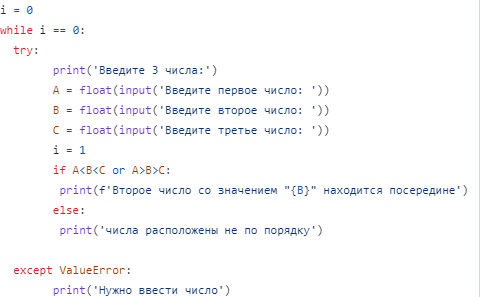 i = 0
while i == 0:
  try:
        print('Введите 3 числа:')
        A = float(input('Введите первое число: '))
        B = float(input('Введите второе число: '))
        C = float(input('Введите третье число: '))
        i = 1
        if A<B<C or A>B>C:
         print(f'Второе число со значением "{B}" находится посередине')
        else:
         print('числа расположены не по порядку')

  except ValueError:
        print('Нужно ввести число')